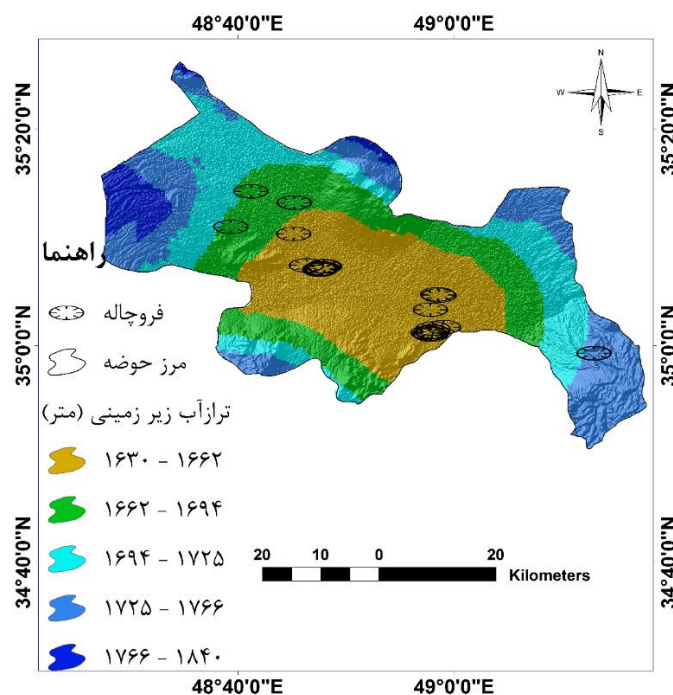 48°40'0"E 49°0'0"E
N
W E
S
35°20'0"N 35°20'0"N
راهنما
فروچاله
35°0'0"N 35°0'0"N
مرز حوضه
ترازآب زیر زمینی (متر)
۱۶۳۰ - ۱۶۶۲
۱۶۶۲ - ۱۶۹۴
۱۶۹۴ - ۱۷۲۵
34°40'0"N 34°40'0"N
20 10 0 20
Kilometers
۱۷۲۵ - ۱۷۶۶
۱۷۶۶ - ۱۸۴۰
48°40'0"E 49°0'0"E